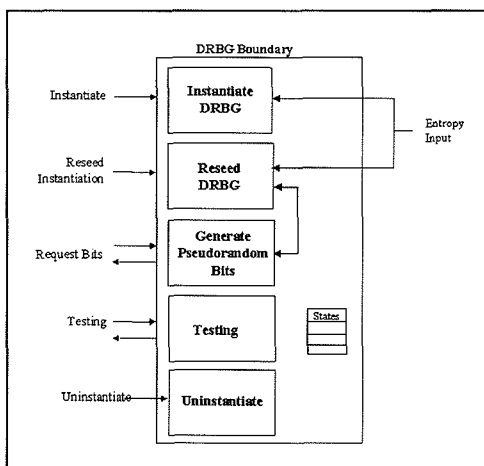 DRBG Boundary
Instantiate
Instantiate
DRBG
Entropy
Input
Reseed
Instantiation
Reseed
DRBG
Request Bits
Generate
Pseudorandom
Bits
Testing
Testing
States
Uninstantiate
Uninstantiate